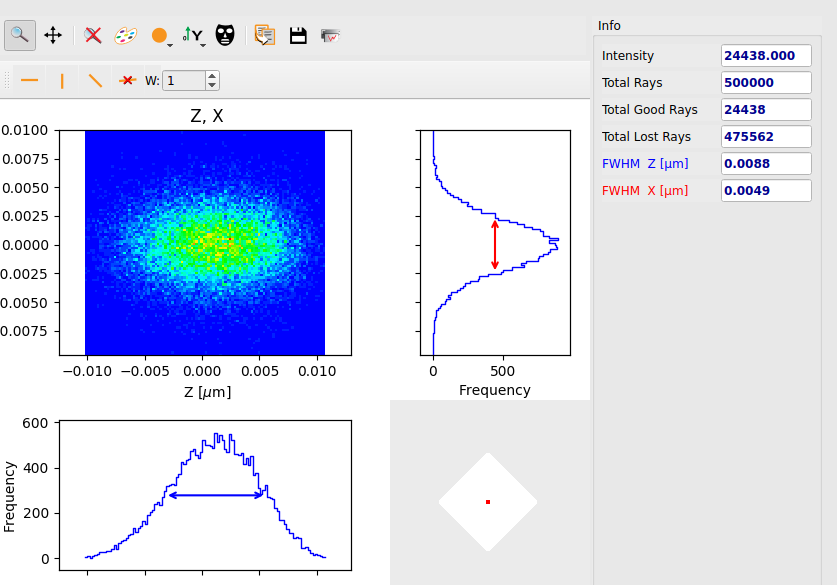 Info
Intensity 24438.000
Total Rays 500000
Total Good Rays 24438
Total Lost Rays 475562
FWHM Z [μm] 0.0088
FWHM X [μm] 0.0049
Y
W: 1
Z, X
0.0100
0.0075
0.0050
0.0025
0.0000
0.0025
0.0050
0.0075
−0.010 −0.005 0.000 0.005 0.010
Z [μm]
0 500
Frequency
600
400
200
0
Frequency